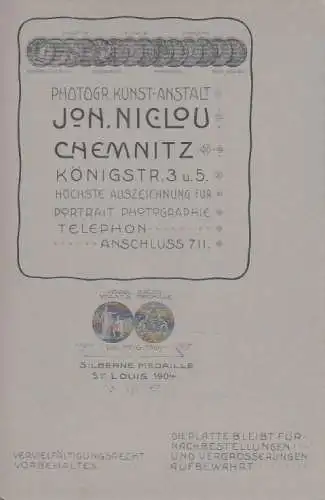 PHOTOGR. KUNST-ANSTALT
JOH. NICLOU
CHEMNITZ
KÖNIGSTR. 3 u. 5.
HÖCHSTE AUSZEICHNUNG FÜR
PORTRAIT PHOTOGRAPHIE
TELEPHON
ANSCHLUSS 711.
SILBERNE MEDAILLE
ST. LOUIS 1904
VERVIELFÄLTIGUNGSRECHT
VORBEHALTEN.
DIE PLATTE BLEIBT FÜR
NACHBESTELLUNGEN
UND VERGRÖSSERUNGEN
AUFBEWAHRT